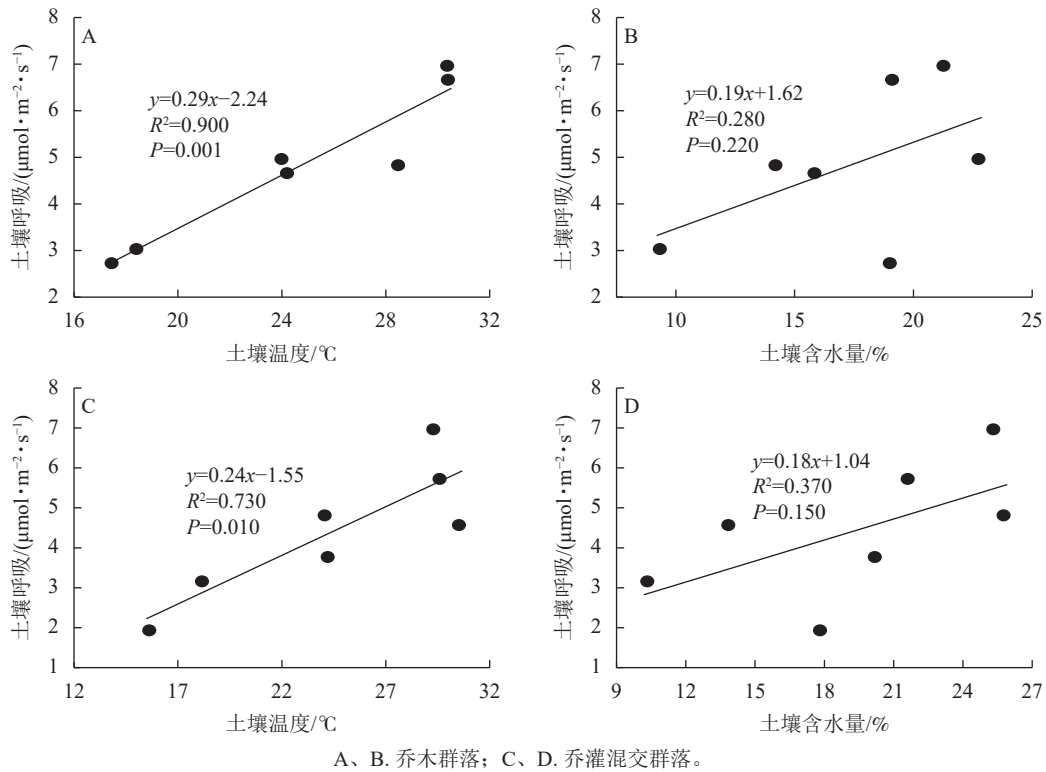 A
y=0.29x−2.24
R²=0.900
P=0.001
土壤呼吸/(μmol•m⁻²•s⁻¹)
8
7
6
5
4
3
2
16 20 24 28 32
土壤温度/℃
B
y=0.19x+1.62
R²=0.280
P=0.220
土壤呼吸/(μmol•m⁻²•s⁻¹)
8
7
6
5
4
3
2
10 15 20 25
土壤含水量/%
C
y=0.24x−1.55
R²=0.730
P=0.010
土壤呼吸/(μmol•m⁻²•s⁻¹)
8
7
6
5
4
3
2
1
12 17 22 27 32
土壤温度/℃
D
y=0.18x+1.04
R²=0.370
P=0.150
土壤呼吸/(μmol•m⁻²•s⁻¹)
8
7
6
5
4
3
2
1
9 12 15 18 21 24 27
土壤含水量/%
A、B. 乔木群落；C、D. 乔灌混交群落。